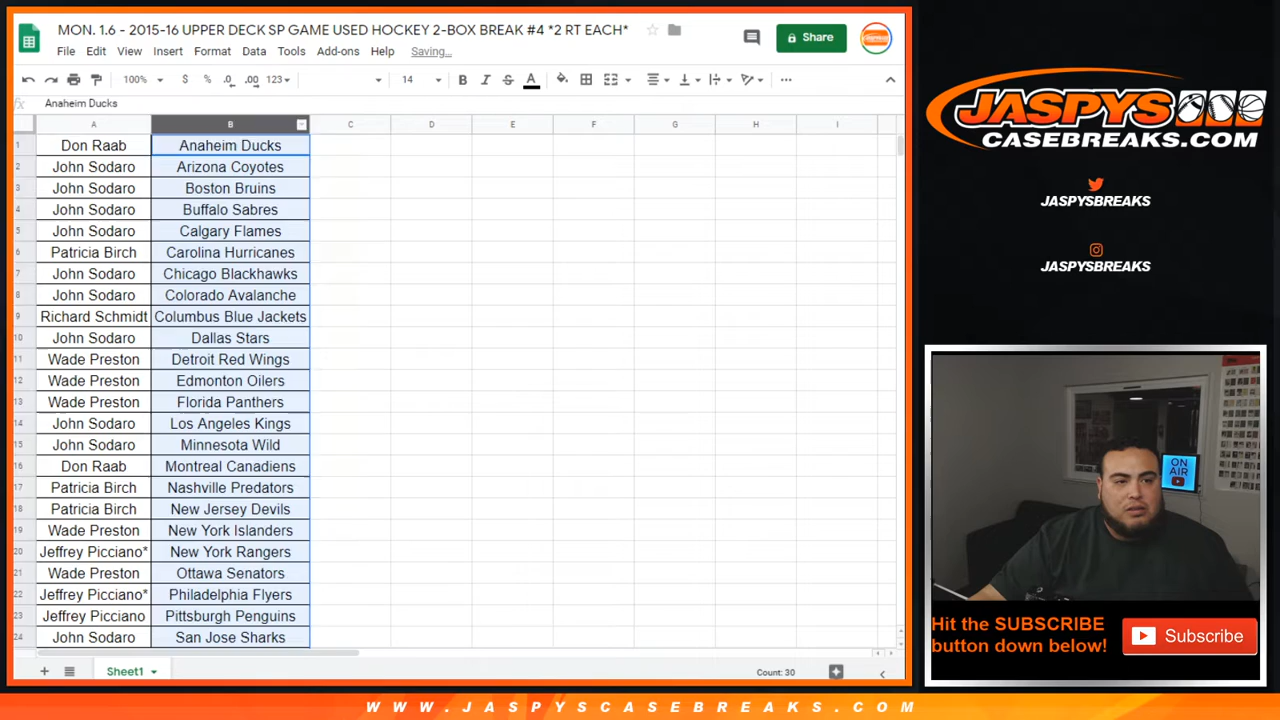 MON. 1.6 - 2015-16 UPPER DECK SP GAME USED HOCKEY 2-BOX BREAK #4 *2 RT EACH*
File Edit View Insert Format Data Tools Add-ons Help Saving...
Share
100% $ % .0 .00 123 14 B I S A
fx Anaheim Ducks
A B C D E F G H I
1 Don Raab Anaheim Ducks
2 John Sodaro Arizona Coyotes
3 John Sodaro Boston Bruins
4 John Sodaro Buffalo Sabres
5 John Sodaro Calgary Flames
6 Patricia Birch Carolina Hurricanes
7 John Sodaro Chicago Blackhawks
8 John Sodaro Colorado Avalanche
9 Richard Schmidt Columbus Blue Jackets
10 John Sodaro Dallas Stars
11 Wade Preston Detroit Red Wings
12 Wade Preston Edmonton Oilers
13 Wade Preston Florida Panthers
14 John Sodaro Los Angeles Kings
15 John Sodaro Minnesota Wild
16 Don Raab Montreal Canadiens
17 Patricia Birch Nashville Predators
18 Patricia Birch New Jersey Devils
19 Wade Preston New York Islanders
20 Jeffrey Picciano* New York Rangers
21 Wade Preston Ottawa Senators
22 Jeffrey Picciano* Philadelphia Flyers
23 Jeffrey Picciano Pittsburgh Penguins
24 John Sodaro San Jose Sharks
Sheet1
Count: 30
JASPYS
CASEBREAKS.COM
JASPYSBREAKS
JASPYSBREAKS
ON
AIR
Hit the SUBSCRIBE
button down below!
Subscribe
WWW.JASPYSCASEBREAKS.COM